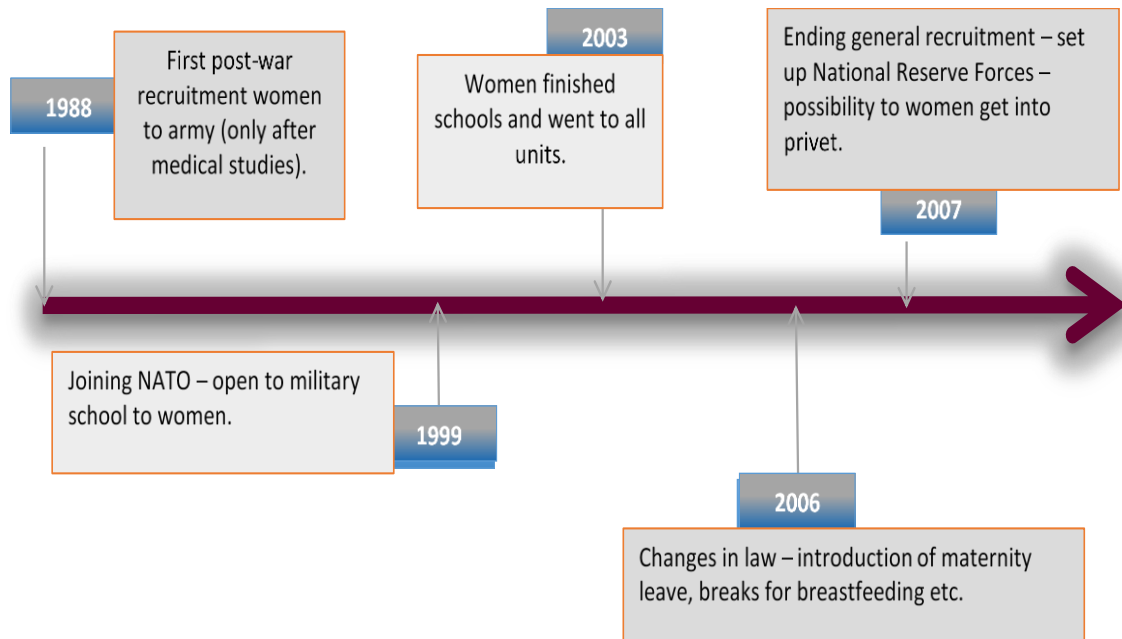 1988
First post-war
recruitment women
to army (only after
medical studies).
2003
Women finished
schools and went to all
units.
Ending general recruitment – set
up National Reserve Forces –
possibility to women get into
privet.
2007
Joining NATO – open to military
school to women.
1999
2006
Changes in law – introduction of maternity
leave, breaks for breastfeeding etc.